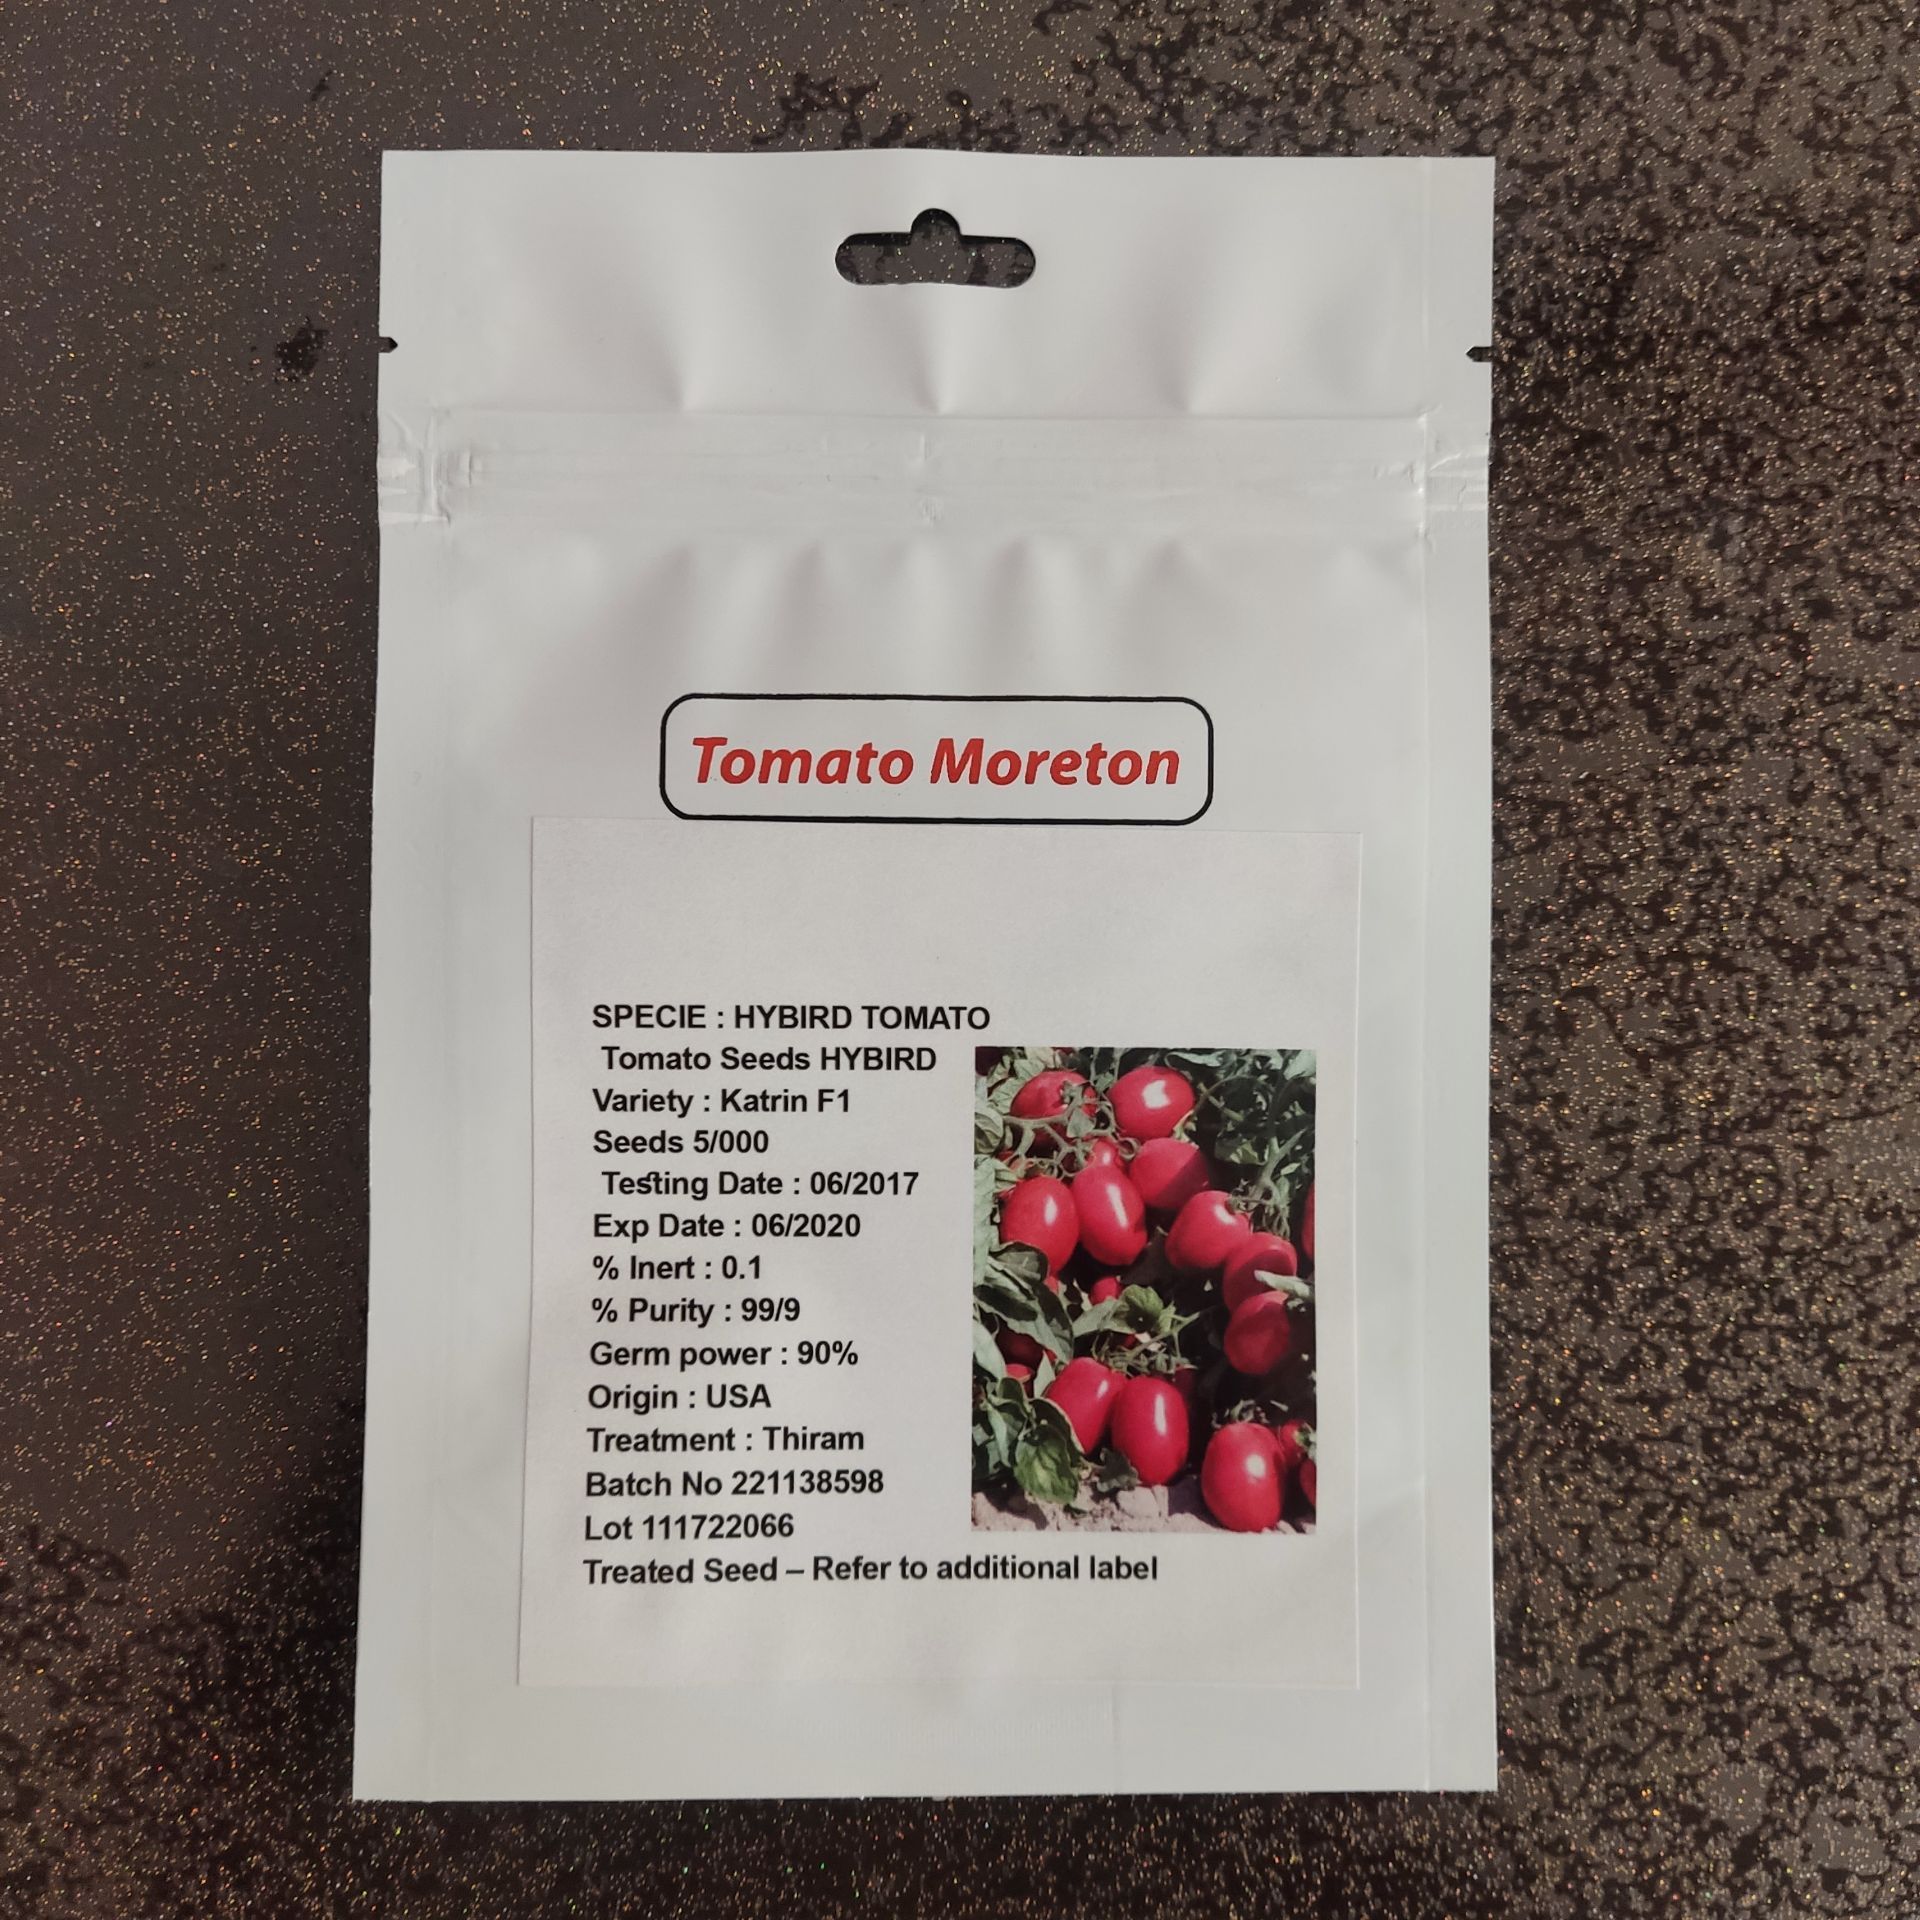 Tomato Moreton
SPECIE : HYBIRD TOMATO
Tomato Seeds HYBIRD
Variety : Katrin F1
Seeds 5/000
Testing Date : 06/2017
Exp Date : 06/2020
% Inert : 0.1
% Purity : 99/9
Germ power : 90%
Origin : USA
Treatment : Thiram
Batch No 221138598
Lot 111722066
Treated Seed – Refer to additional label